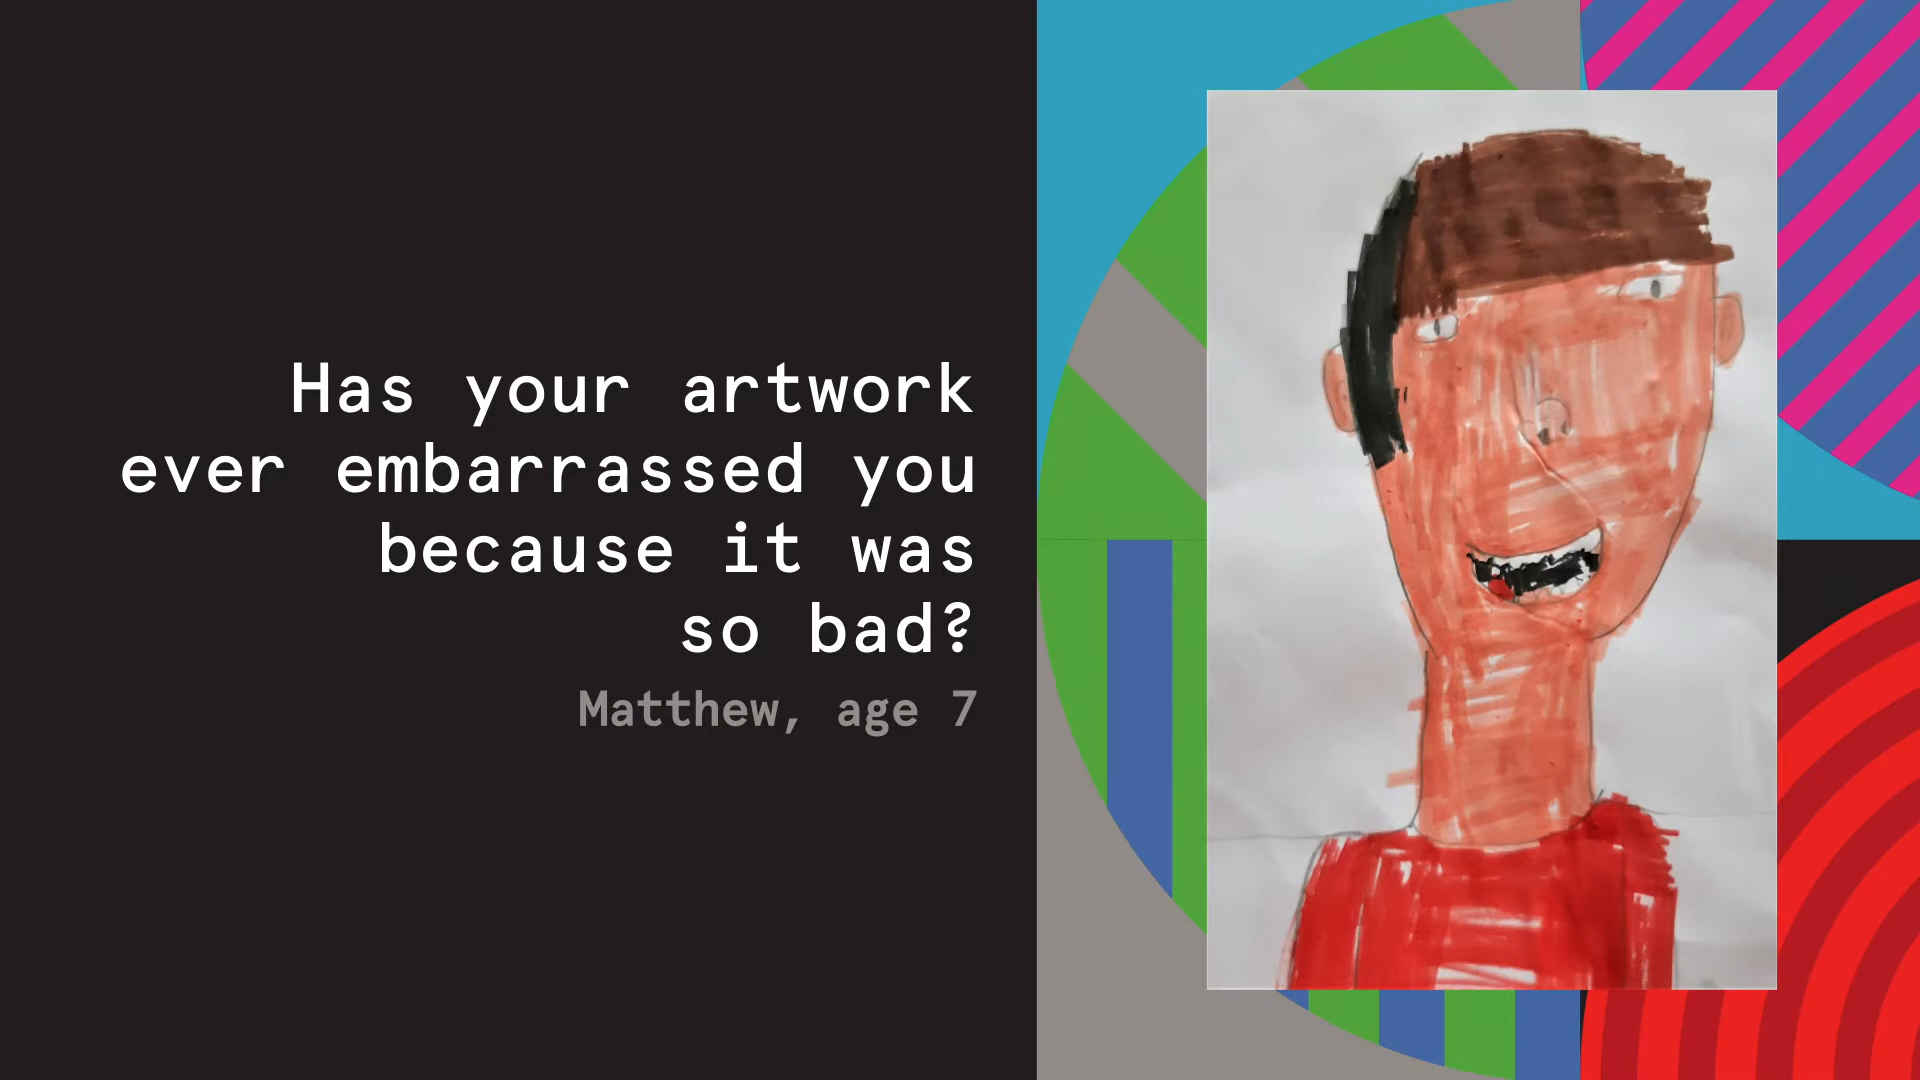 Has your artwork
ever embarrassed you
because it was
so bad?
Matthew, age 7